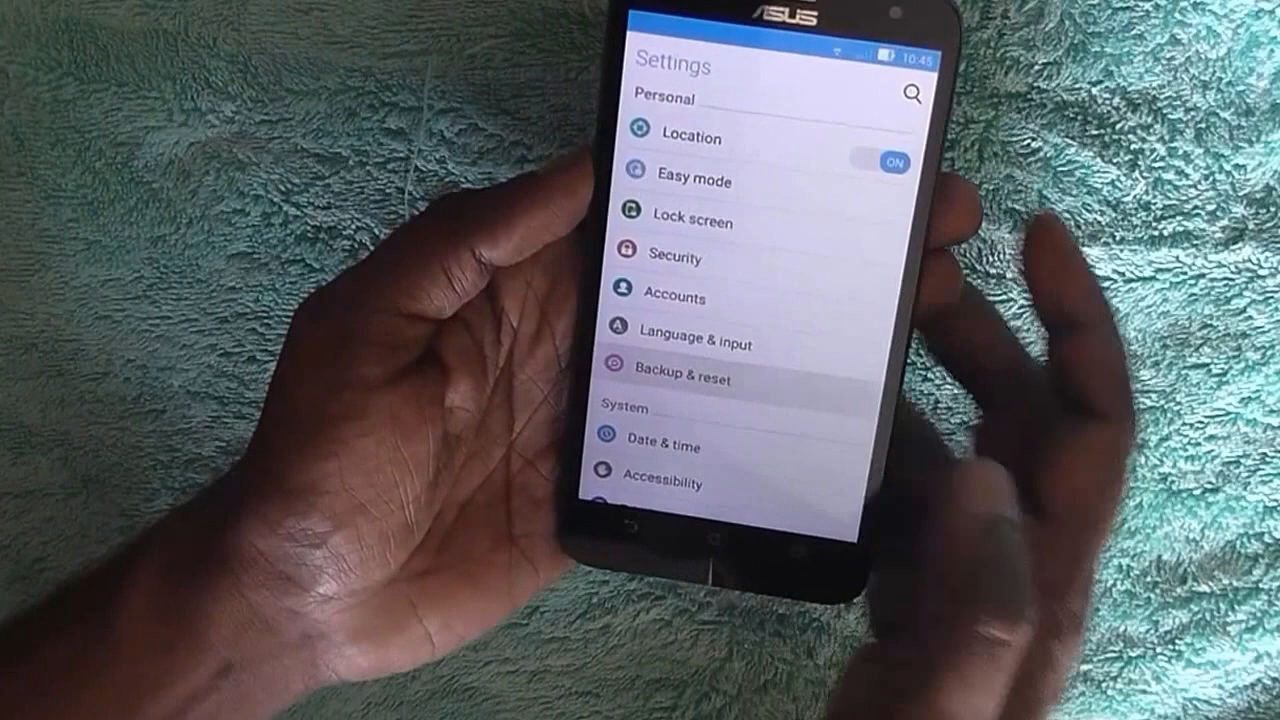 ASUS
10:45
Settings
Personal
Location
ON
Easy mode
Lock screen
Security
Accounts
Language & input
Backup & reset
System
Date & time
Accessibility